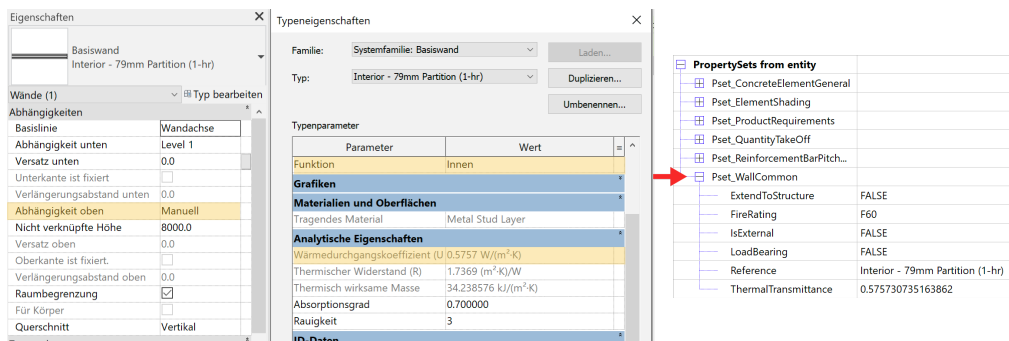 Eigenschaften
Basiswand
Interior - 79mm Partition (1-hr)
Wände (1)
Typ bearbeiten
Abhängigkeiten
Basislinie Wandachse
Abhängigkeit unten Level 1
Versatz unten 0.0
Unterkante ist fixiert
Verlängerungsabstand unten 0.0
Abhängigkeit oben Manuell
Nicht verknüpfte Höhe 8000.0
Versatz oben 0.0
Oberkante ist fixiert.
Verlängerungsabstand oben 0.0
Raumbegrenzung
Für Körper
Querschnitt Vertikal
Typeneigenschaften
Familie: Systemfamilie: Basiswand Laden...
Typ: Interior - 79mm Partition (1-hr) Duplizieren...
Umbenennen...
Typenparameter
Parameter Wert =
Funktion Innen
Grafiken
Materialien und Oberflächen
Tragendes Material Metal Stud Layer
Analytische Eigenschaften
Wärmedurchgangskoeffizient (U 0.5757 W/(m²·K)
Thermischer Widerstand (R) 1.7369 (m²·K)/W
Thermisch wirksame Masse 34.238576 kJ/(m²·K)
Absorptionsgrad 0.700000
Rauigkeit 3
ID-Daten
PropertySets from entity
Pset_ConcreteElementGeneral
Pset_ElementShading
Pset_ProductRequirements
Pset_QuantityTakeOff
Pset_ReinforcementBarPitch...
Pset_WallCommon
ExtendToStructure FALSE
FireRating F60
IsExternal FALSE
LoadBearing FALSE
Reference Interior - 79mm Partition (1-hr)
ThermalTransmittance 0.575730735163862